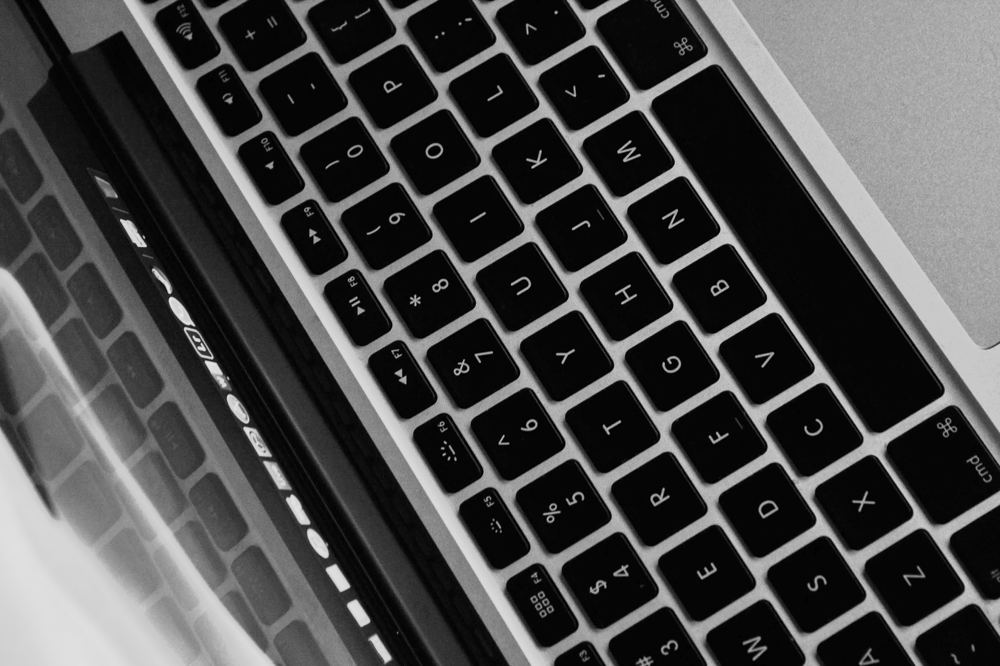 F3 F4 F5 F6 F7 F8 F9 F10 F11 F12
# 3 $ 4 % 5 ^ 6 & 7 * 8 ( 9 ) 0 _ - + =
W E R T Y U I O P { [
A S D F G H J K L : ;
~ ` Z X C V B N M < , > .
alt
⌘ cmd
cmd ⌘